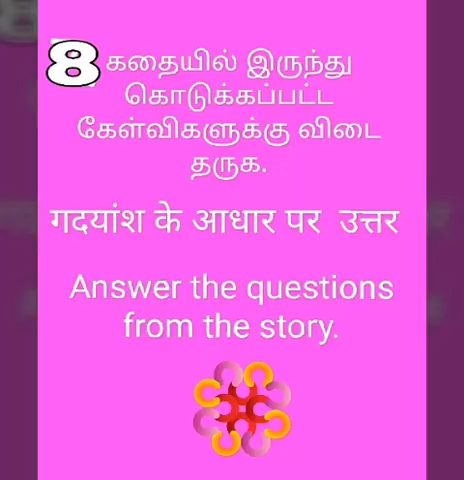 8 கதையில் இருந்து
கொடுக்கப்பட்ட
கேள்விகளுக்கு விடை
தருக.
गदयांश के आधार पर उत्तर
Answer the questions
from the story.